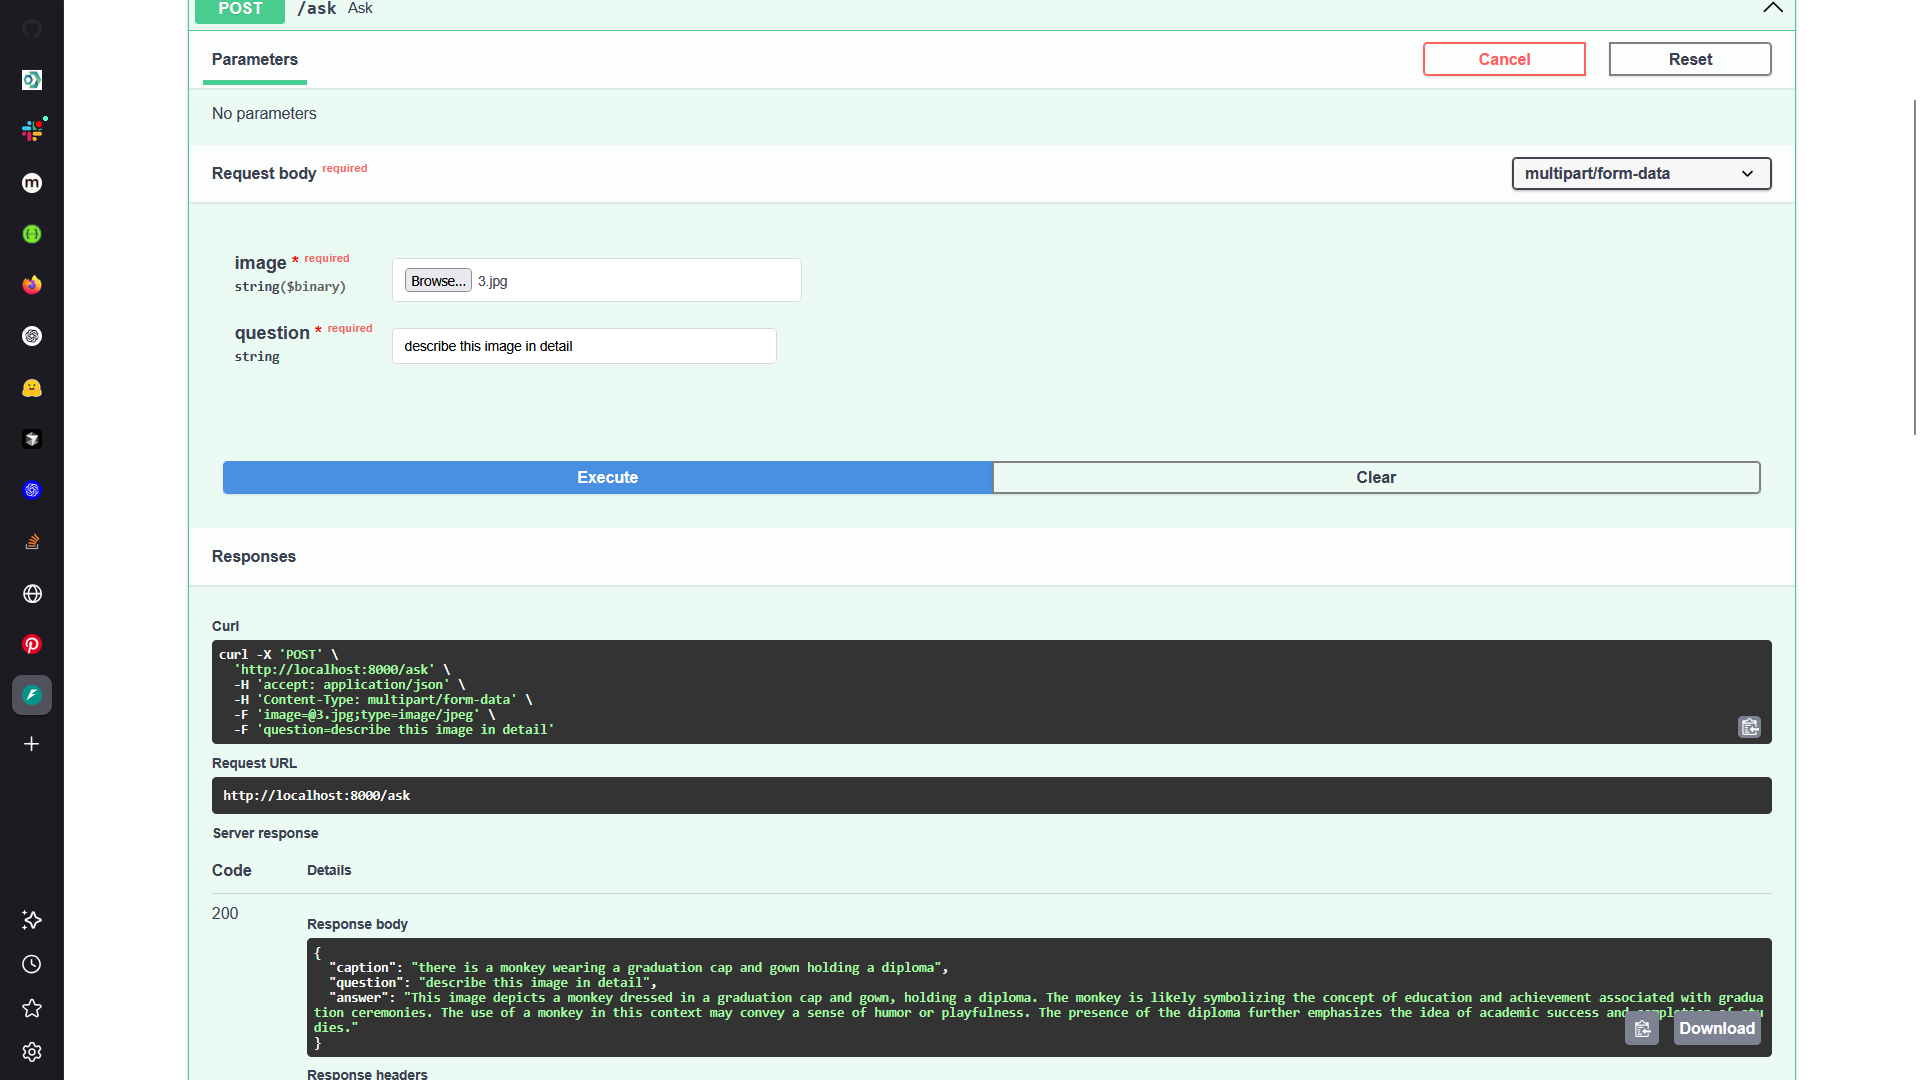 POST /ask Ask
Parameters
Cancel
Reset
No parameters
Request body required
multipart/form-data
image * required
string($binary)
Browse... 3.jpg
question * required
string
describe this image in detail
Execute
Clear
Responses
Curl
curl -X 'POST' \
'http://localhost:8000/ask' \
-H 'accept: application/json' \
-H 'Content-Type: multipart/form-data' \
-F 'image=@3.jpg;type=image/jpeg' \
-F 'question=describe this image in detail'
Request URL
http://localhost:8000/ask
Server response
Code Details
200
Response body
{
"caption": "there is a monkey wearing a graduation cap and gown holding a diploma",
"question": "describe this image in detail",
"answer": "This image depicts a monkey dressed in a graduation cap and gown, holding a diploma. The monkey is likely symbolizing the concept of education and achievement associated with gradua
tion ceremonies. The use of a monkey in this context may convey a sense of humor or playfulness. The presence of the diploma further emphasizes the idea of academic success and completion of stu
dies."
}
Download
Response headers